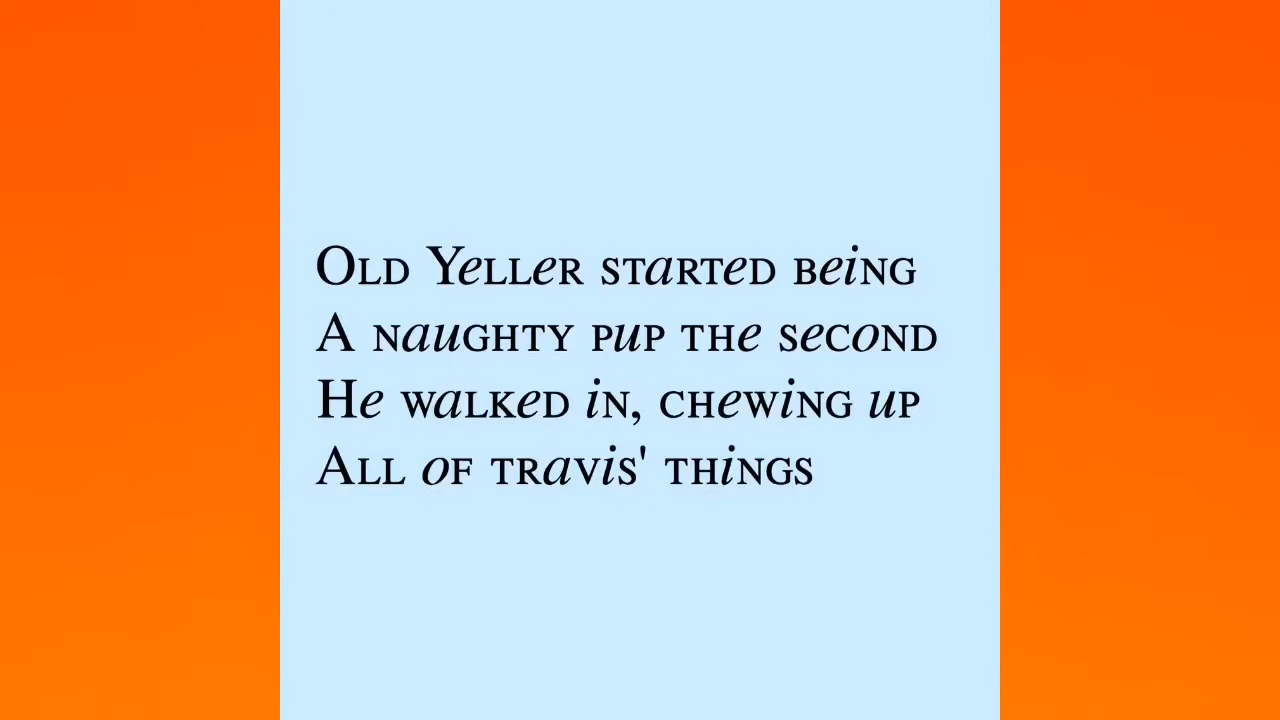 Old Yeller started being
A naughty pup the second
He walked in, chewing up
All of travis' things